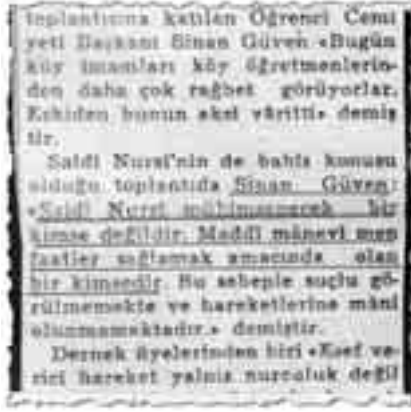 toplantısına katılan Öğrenci Cemi
yeti Başkanı Sinan Güven «Bugün
köy imamları köy öğretmenlerin-
den daha çok rağbet görüyorlar.
Eskiden bunun aksi vâritti» demiş
tir.
Saidi Nursi'nin de bahis konusu
olduğu toplantıda Sinan Güven:
«Saidi Nursi mühimsenecek bir
kimse değildir. Maddî mânevi men
faatler sağlamak amacında olan
bir kimsedir. Bu sebeple suçlu gö-
rülmemekte ve hareketlerine mâni
olunmamaktadır.» demiştir.
Dernek üyelerinden biri «Esef ve-
rici hareket yalnız nurculuk değil